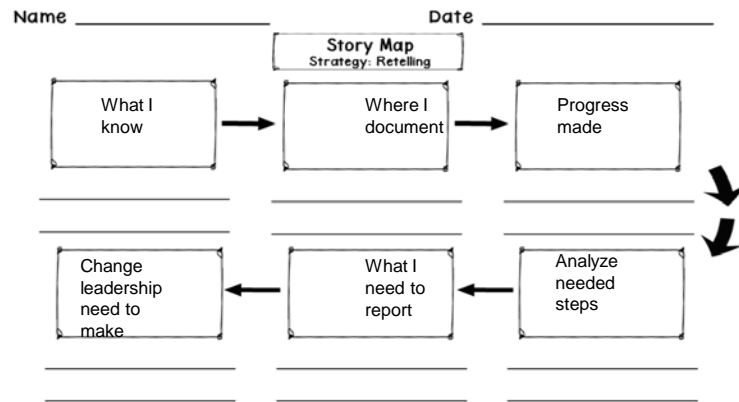 Name Date
Story Map
Strategy: Retelling
What I
know
Where I
document
Progress
made
Analyze
needed
steps
What I
need to
report
Change
leadership
need to
make